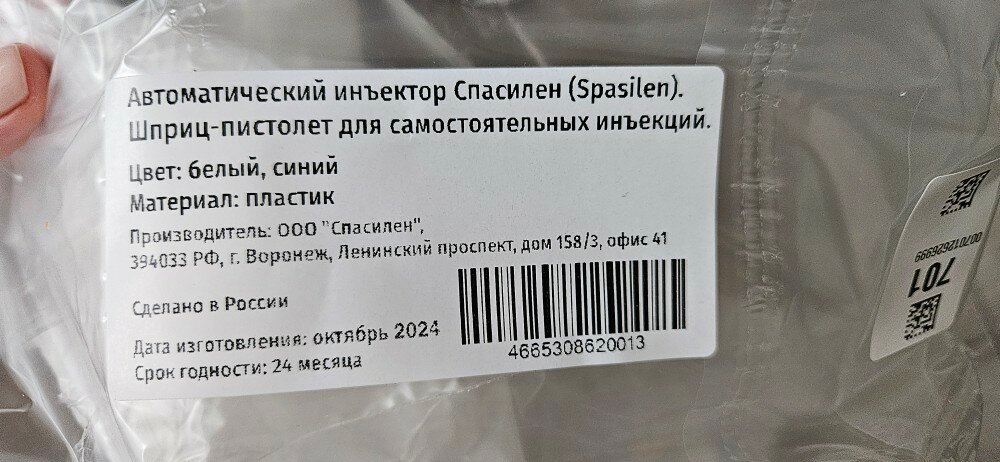 Автоматический инъектор Спасилен (Spasilen).
Шприц-пистолет для самостоятельных инъекций.
Цвет: белый, синий
Материал: пластик
Производитель: ООО "Спасилен",
394033 РФ, г. Воронеж, Ленинский проспект, дом 158/3, офис 41
Сделано в России
Дата изготовления: октябрь 2024
Срок годности: 24 месяца
4665308620013
701
0070126626999